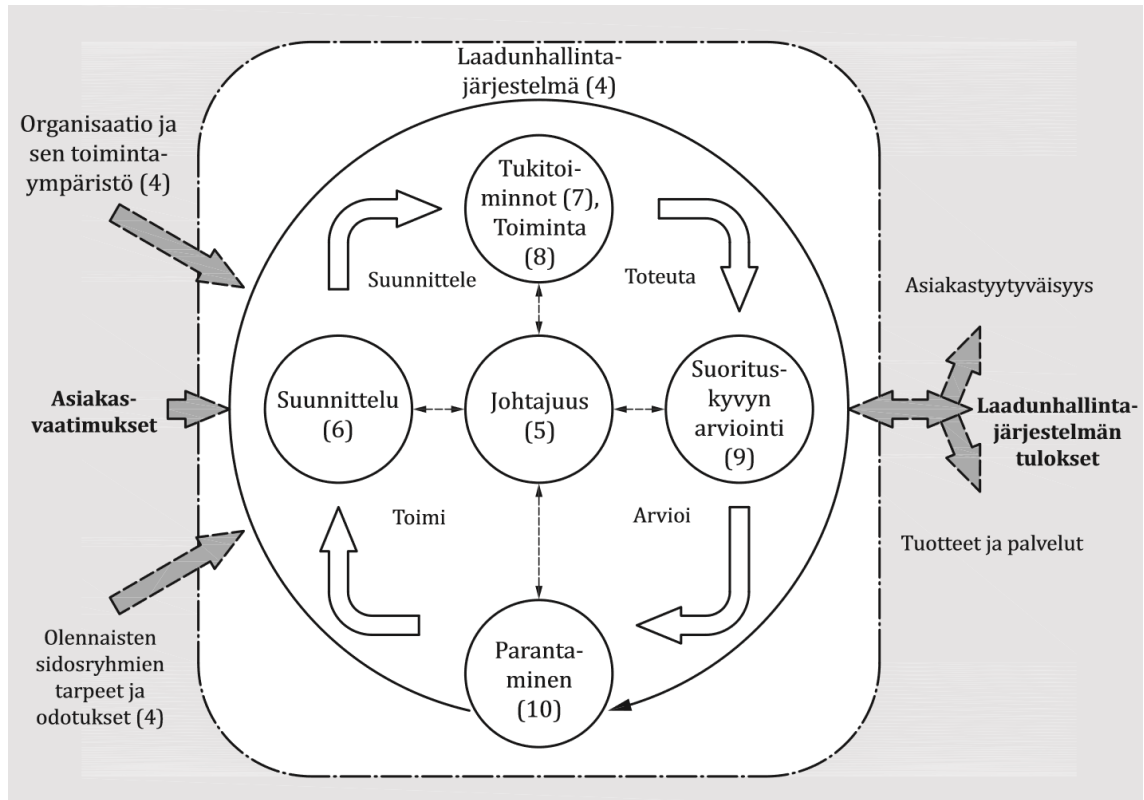 Laadunhallinta-
järjestelmä (4)
Organisaatio ja
sen toiminta-
ympäristö (4)
Tukitoi-
minnot (7),
Toiminta
(8)
Suunnittele
Toteuta
Asiakastyytyväisyys
Asiakas-
vaatimukset
Suunnittelu
(6)
Johtajuus
(5)
Suoritus-
kyvyn
arviointi
(9)
Laadunhallinta-
järjestelmän
tulokset
Toimi
Arvioi
Tuotteet ja palvelut
Olennaisten
sidosryhmien
tarpeet ja
odotukset (4)
Paranta-
minen
(10)